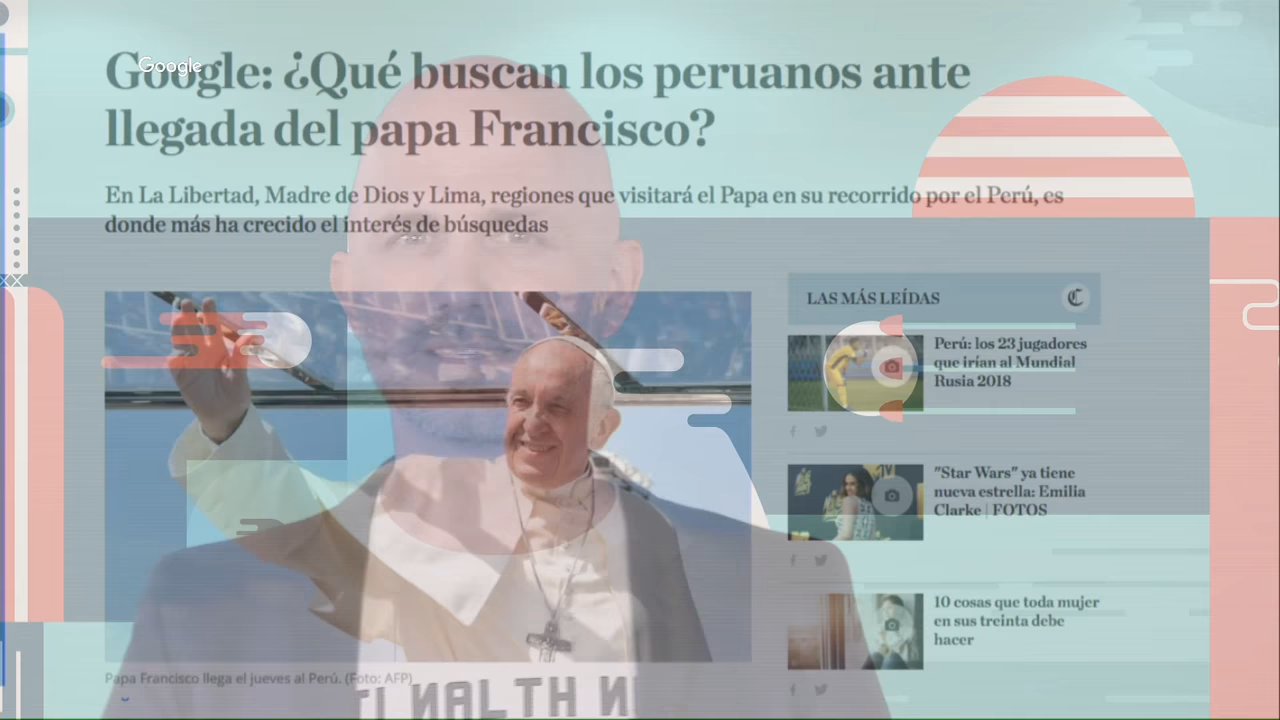 Google
Google: ¿Qué buscan los peruanos ante
llegada del papa Francisco?
En La Libertad, Madre de Dios y Lima, regiones que visitará el Papa en su recorrido por el Perú, es
donde más ha crecido el interés de búsquedas
LAS MÁS LEÍDAS
Perú: los 23 jugadores
que irían al Mundial
Rusia 2018
"Star Wars" ya tiene
nueva estrella: Emilia
Clarke | FOTOS
10 cosas que toda mujer
en sus treinta debe
hacer
Papa Francisco llega el jueves al Perú. (Foto: AFP)